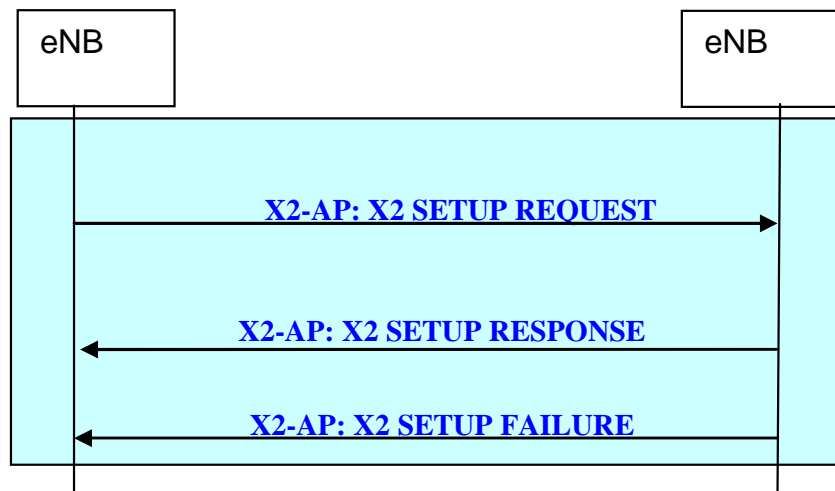 eNB
eNB
X2-AP: X2 SETUP REQUEST
X2-AP: X2 SETUP RESPONSE
X2-AP: X2 SETUP FAILURE